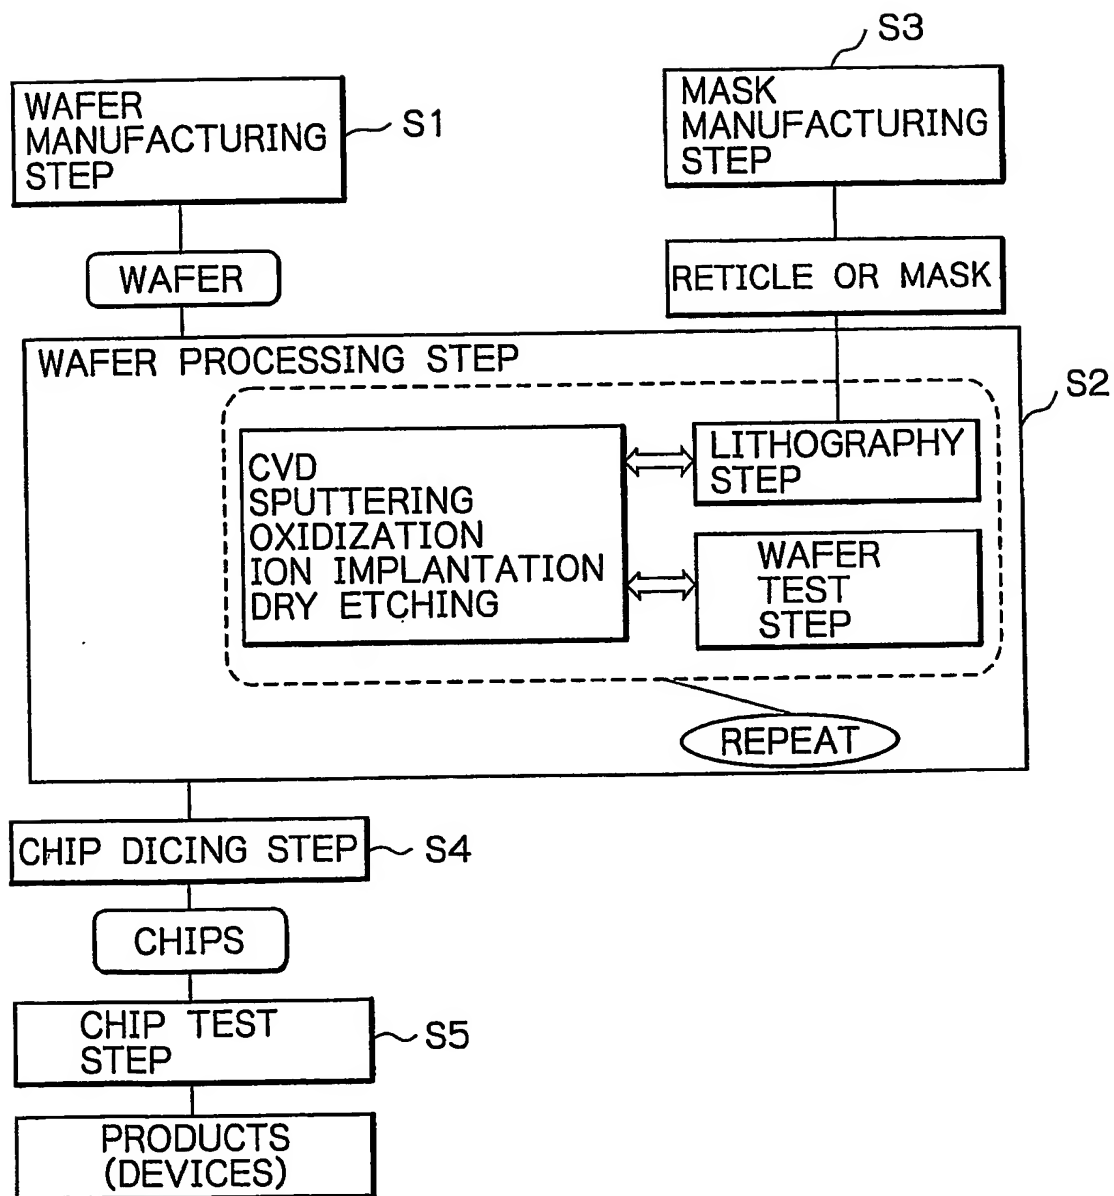 S3
WAFER
MANUFACTURING
STEP
S1
MASK
MANUFACTURING
STEP
WAFER
RETICLE OR MASK
WAFER PROCESSING STEP
S2
CVD
SPUTTERING
OXIDIZATION
ION IMPLANTATION
DRY ETCHING
LITHOGRAPHY
STEP
WAFER
TEST
STEP
REPEAT
CHIP DICING STEP
S4
CHIPS
CHIP TEST
STEP
S5
PRODUCTS
(DEVICES)